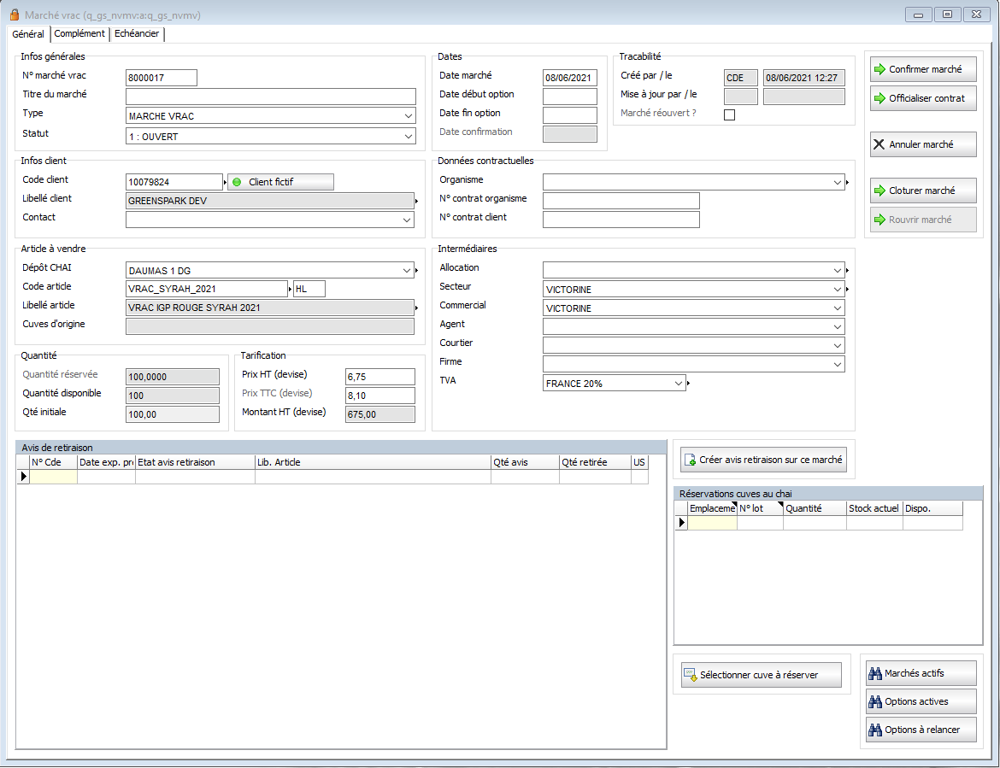 Marché vrac (q_gs_nvmv:a:q_gs_nvmv)
Général Complément Echéancier
Infos générales
N° marché vrac 8000017
Titre du marché
Type MARCHE VRAC
Statut 1 : OUVERT
Dates
Date marché 08/06/2021
Date début option
Date fin option
Date confirmation
Tracabilité
Créé par / le CDE 08/06/2021 12:27
Mise à jour par / le
Marché réouvert ?
Confirmer marché
Officialiser contrat
Annuler marché
Cloturer marché
Rouvrir marché
Infos client
Code client 10079824 Client fictif
Libellé client GREENSPARK DEV
Contact
Données contractuelles
Organisme
N° contrat organisme
N° contrat client
Article à vendre
Dépôt CHAI DAUMAS 1 DG
Code article VRAC_SYRAH_2021 HL
Libellé article VRAC IGP ROUGE SYRAH 2021
Cuves d'origine
Intermédiaires
Allocation
Secteur VICTORINE
Commercial VICTORINE
Agent
Courtier
Firme
TVA FRANCE 20%
Quantité
Quantité réservée 100,0000
Quantité disponible 100
Qté initiale 100,00
Tarification
Prix HT (devise) 6,75
Prix TTC (devise) 8,10
Montant HT (devise) 675,00
Avis de retiraison
N° Cde Date exp. pré Etat avis retiraison Lib. Article Qté avis Qté retirée US
Créer avis retiraison sur ce marché
Réservations cuves au chai
Emplaceme N° lot Quantité Stock actuel Dispo.
Sélectionner cuve à réserver
Marchés actifs
Options actives
Options à relancer